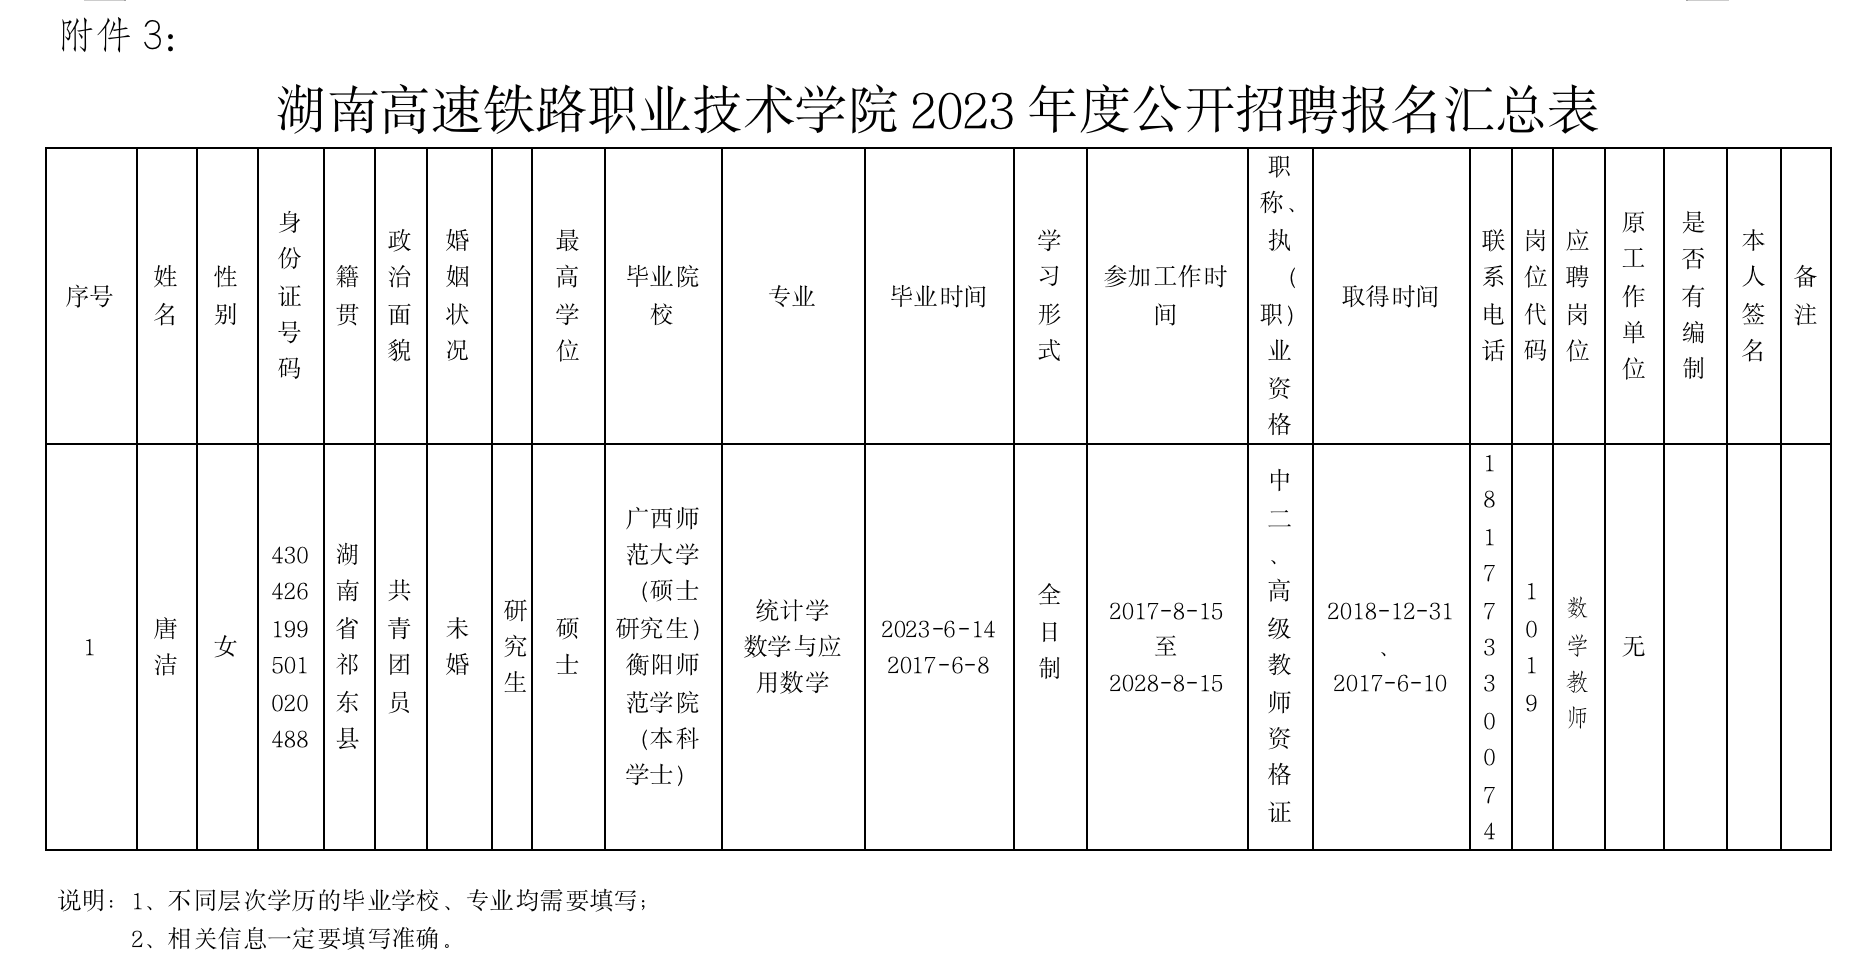 附件 3：
湖南高速铁路职业技术学院 2023 年度公开招聘报名汇总表
序号
姓名
性别
身份证号码
籍贯
政治面貌
婚姻状况
最高学位
毕业院
校
专业
毕业时间
学习形式
参加工作时
间
职称、执（职）业资格
取得时间
联系电话
岗位代码
应聘岗位
原工作单位
是否有编制
本人签名
备注
1
唐洁
女
430
426
199
501
020
488
湖南省祁东县
共青团员
未婚
研究生
硕士
广西师
范大学
（硕士
研究生）
衡阳师
范学院
（本科
学士）
统计学
数学与应
用数学
2023-6-14
2017-6-8
全日制
2017-8-15
至
2028-8-15
中二、高级教师资格证
2018-12-31
、
2017-6-10
18177330074
1019
数学教师
无
说明：1、不同层次学历的毕业学校、专业均需要填写；
2、相关信息一定要填写准确。